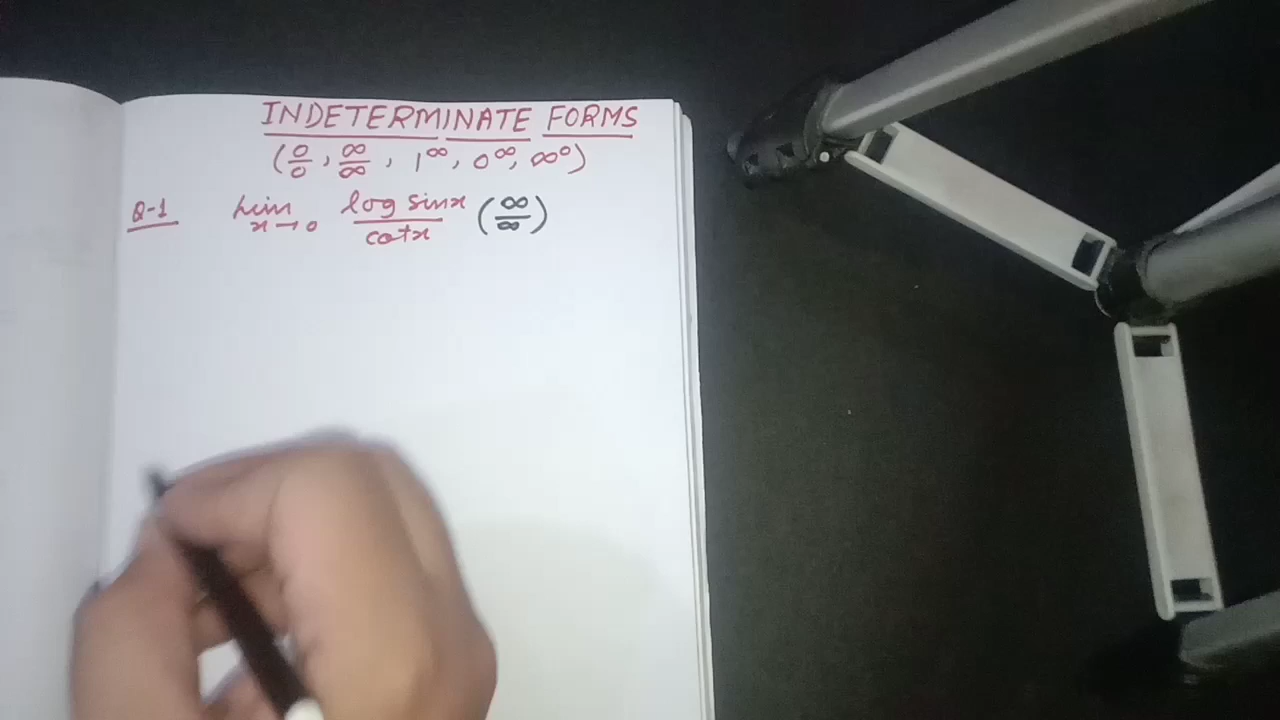 INDETERMINATE FORMS
(0/0, ∞/∞, 1^∞, 0^∞, ∞^0)
Q-1 lim x→0 log sinx / cotx (∞/∞)